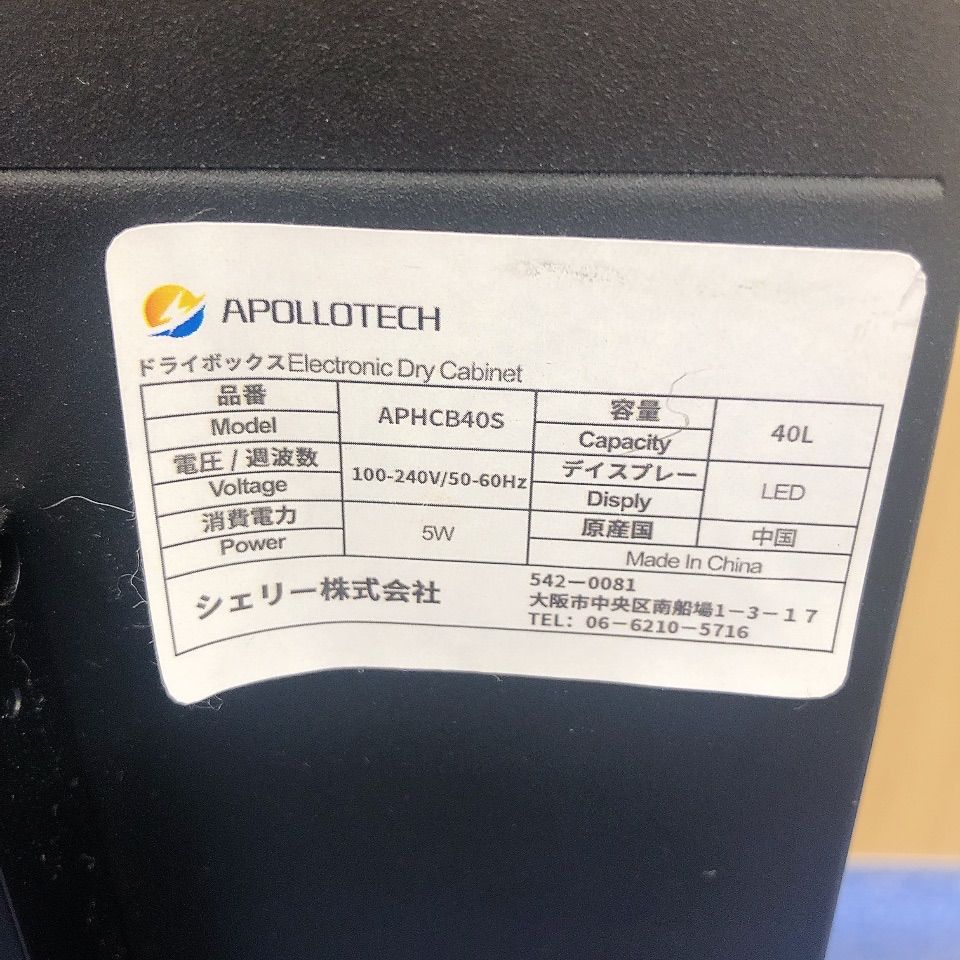 APOLLOTECH
ドライボックスElectronic Dry Cabinet
品番
Model
APHCB40S
容量
Capacity
40L
電圧 / 週波数
Voltage
100-240V/50-60Hz
デイスプレー
Disply
LED
消費電力
Power
5W
原産国
中国
Made In China
シェリー株式会社
542－0081
大阪市中央区南船場1－3－17
TEL：06－6210－5716